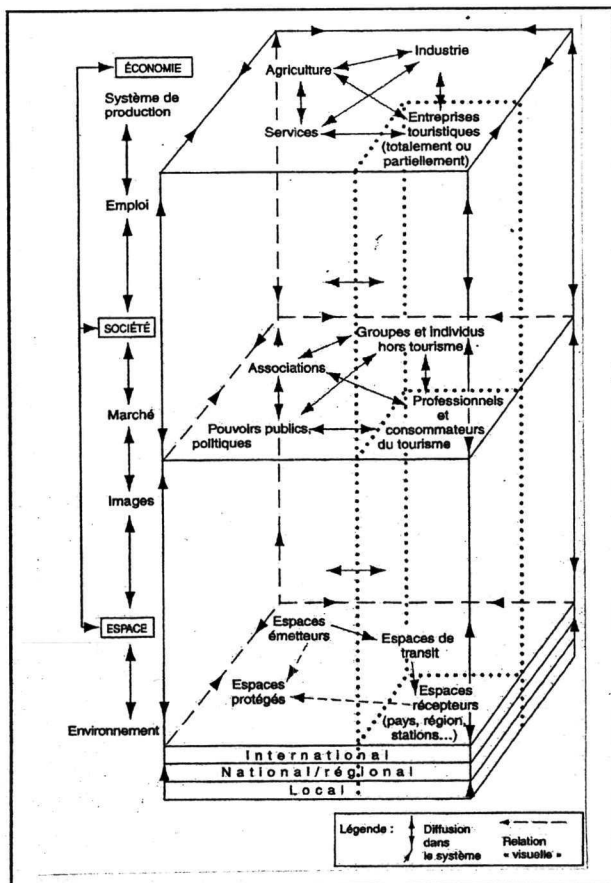 ÉCONOMIE
Système de
production
Emploi
SOCIÉTÉ
Marché
Images
ESPACE
Environnement
Industrie
Agriculture
Services
Entreprises
touristiques
(totalement ou
partiellement)
Groupes et individus
hors tourisme
Associations
Pouvoirs publics,
politiques
Professionnels
et
consommateurs
du tourisme
Espaces
émetteurs
Espaces de
transit
Espaces
protégés
Espaces
récepteurs
(pays, région,
stations...)
International
National/régional
Local
Légende :
Diffusion
dans
le système
Relation
« visuelle »